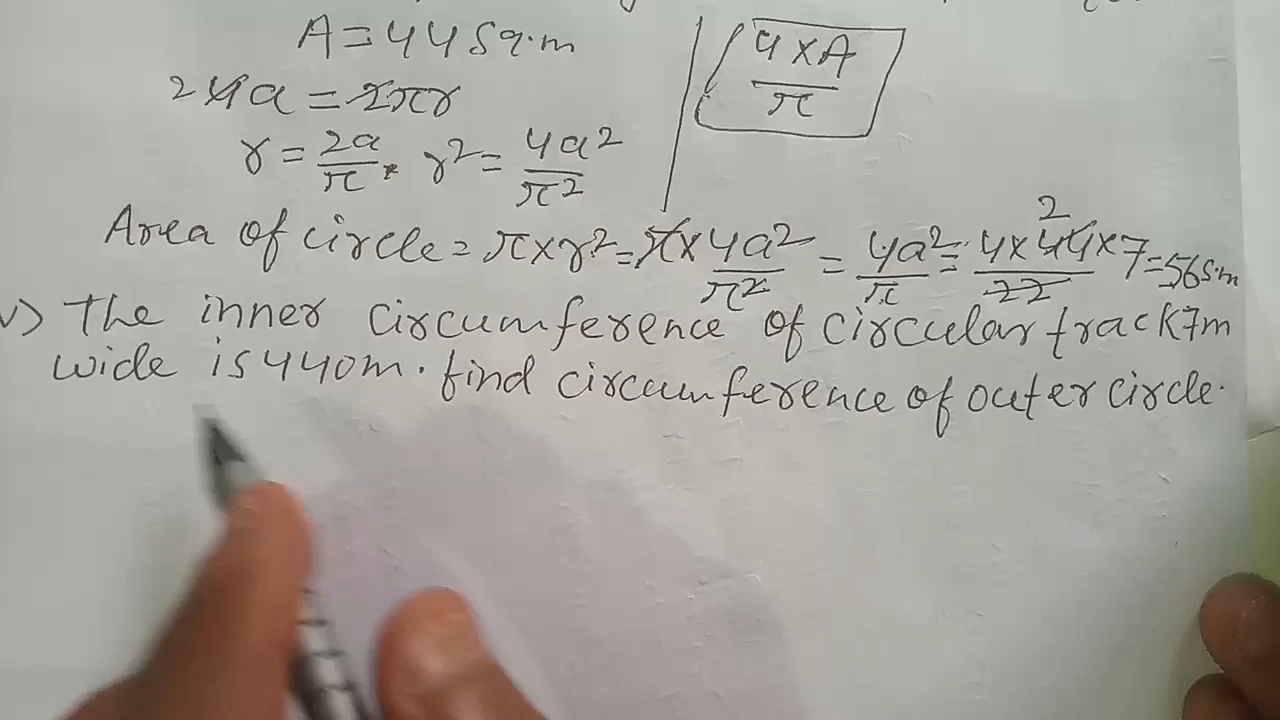 A = 44 sq.m
4×A/π
2 4a = 2πr
r = 2a/π . r² = 4a²/π²
Area of circle = π×r² = π×4a²/π² = 4a²/π = 4×44×7/22 = 56 s.m 2
v) The inner circumference of circular track 7m
wide is 440m. find circumference of outer circle.